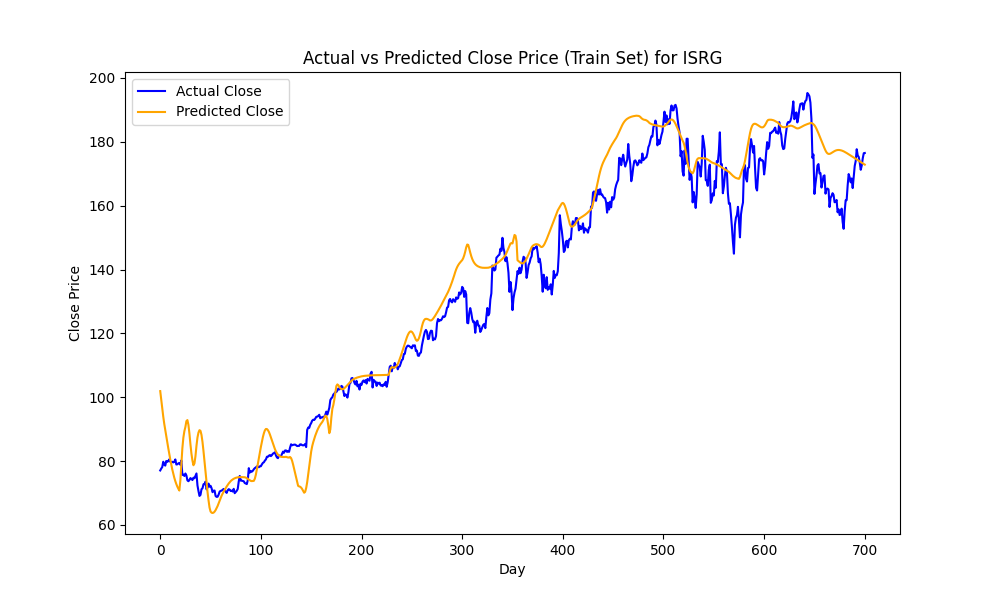 Actual vs Predicted Close Price (Train Set) for ISRG
Actual Close
Predicted Close
200
180
160
140
120
100
80
60
Close Price
0 100 200 300 400 500 600 700
Day